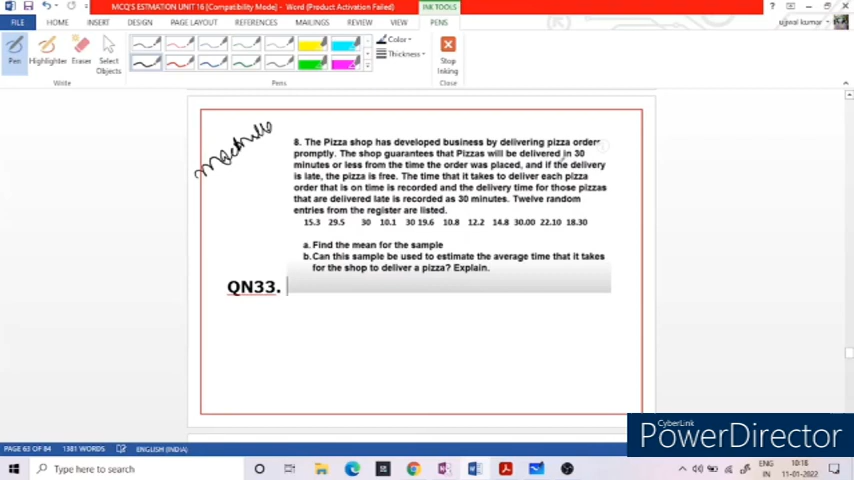 MCQ'S ESTMATION UNIT 16 [Compatibility Mode] - Word (Product Activation Failed)
INK TOOLS
FILE HOME INSERT DESIGN PAGE LAYOUT REFERENCES MAILINGS REVIEW VIEW PENS
ujjwal kumar
Pen Highlighter Eraser Select Objects
Color
Thickness
Stop Inking
Write Pens Close
8. The Pizza shop has developed business by delivering pizza orders
promptly. The shop guarantees that Pizzas will be delivered in 30
minutes or less from the time the order was placed, and if the delivery
is late, the pizza is free. The time that it takes to deliver each pizza
order that is on time is recorded and the delivery time for those pizzas
that are delivered late is recorded as 30 minutes. Twelve random
entries from the register are listed.
15.3 29.5 30 10.1 30 19.6 10.8 12.2 14.8 30.00 22.10 18.30
a. Find the mean for the sample
b. Can this sample be used to estimate the average time that it takes
for the shop to deliver a pizza? Explain.
QN33.
CyberLink
PowerDirector
PAGE 63 OF 84 1381 WORDS ENGLISH (INDIA)
Type here to search
ENG
IN
10:18
11-01-2022